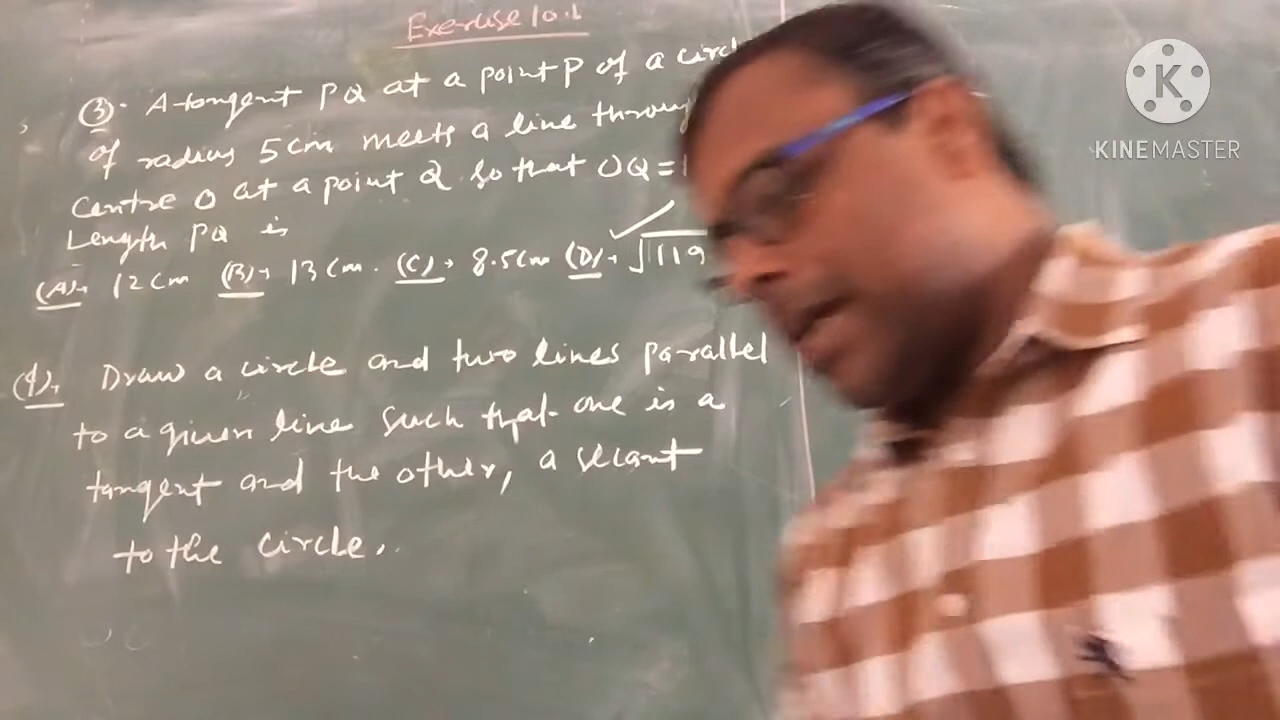 Exercise 10.1
(3). A tangent PQ at a point P of a circle
of radius 5cm meets a line through
centre O at a point Q so that OQ = 1
Length PQ is
(A). 12cm (B). 13cm. (C). 8.5cm (D). √119
(4). Draw a circle and two lines parallel
to a given line such that one is a
tangent and the other, a secant
to the circle.
K
KINEMASTER